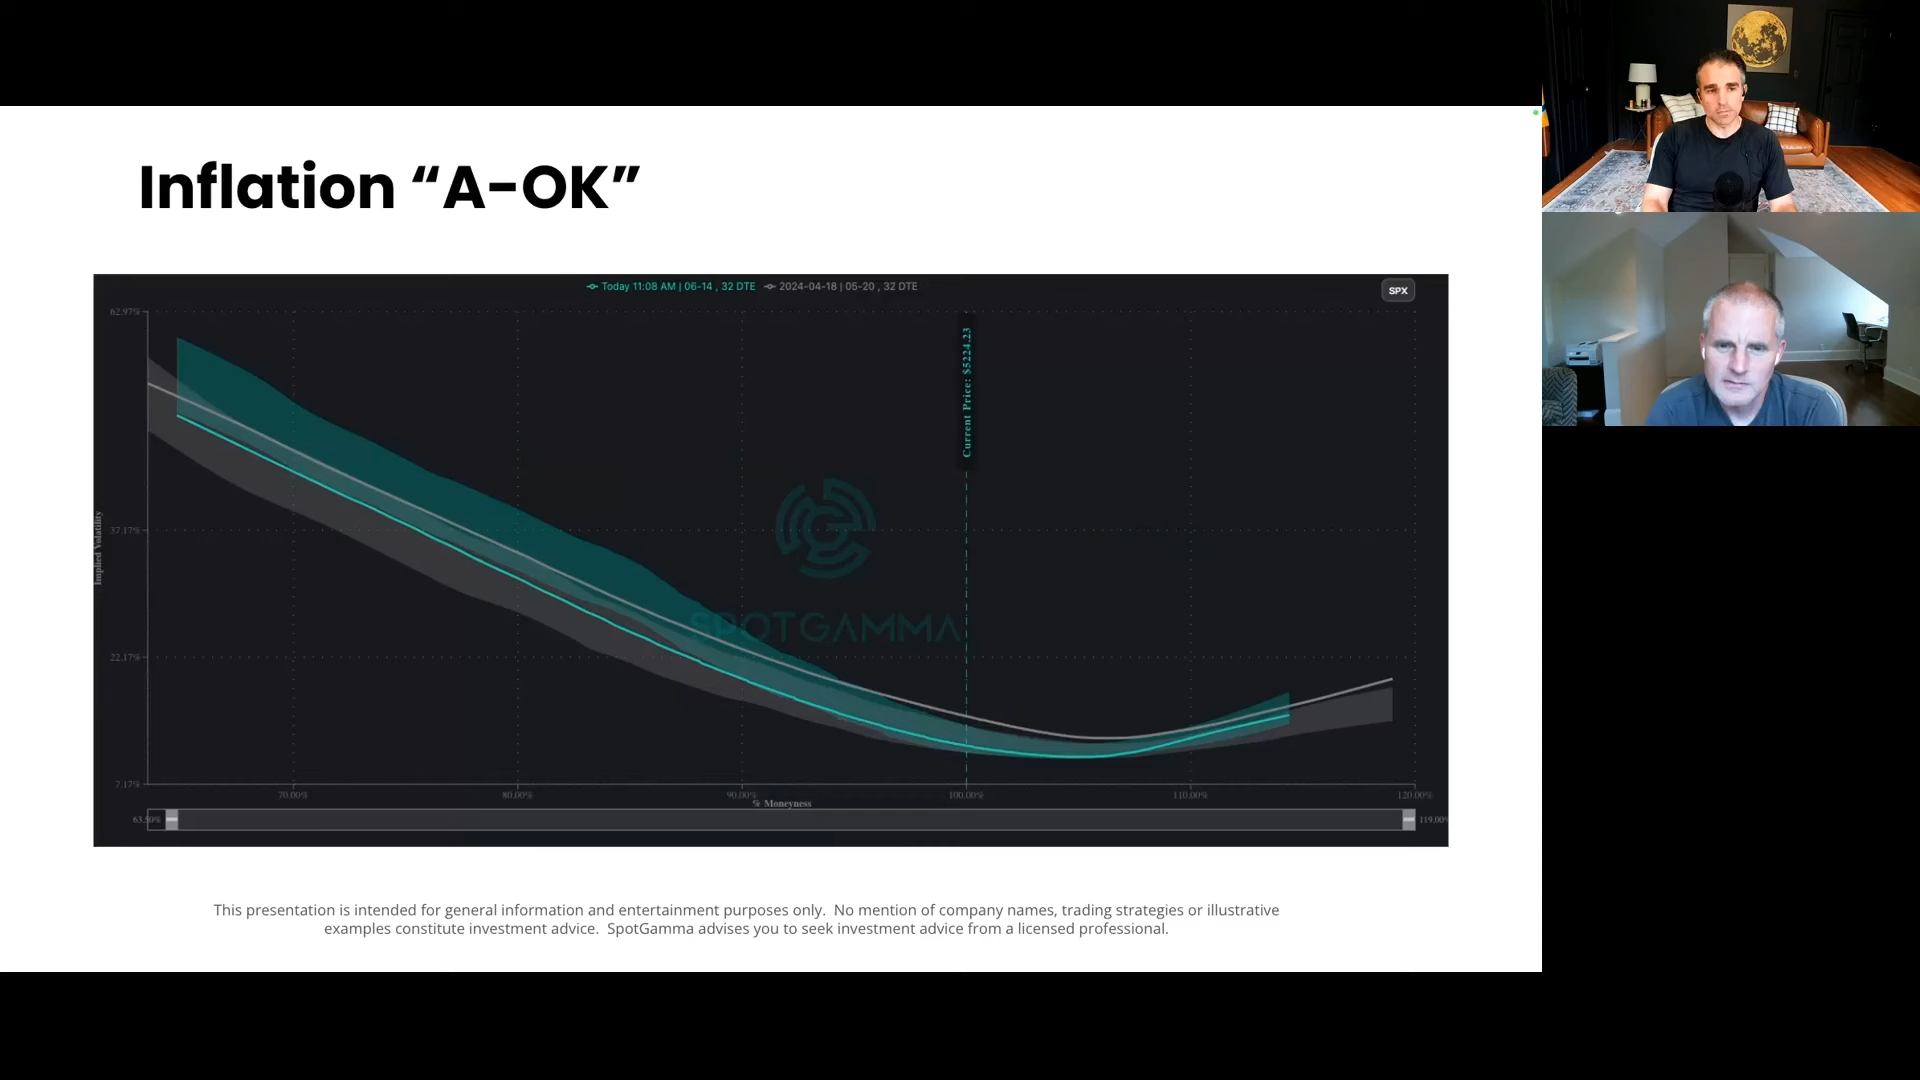 Inflation “A-OK”
Today 11:08 AM | 06-14 , 32 DTE 2024-04-18 | 05-20 , 32 DTE
SPX
62.97%
Current Price: $5224.23
37.17%
Implied Volatility
SPOTGAMMA
22.17%
7.17%
70.00% 80.00% 90.00% 100.00% 110.00% 120.00%
% Moneyness
63.50% 119.00%
This presentation is intended for general information and entertainment purposes only. No mention of company names, trading strategies or illustrative
examples constitute investment advice. SpotGamma advises you to seek investment advice from a licensed professional.